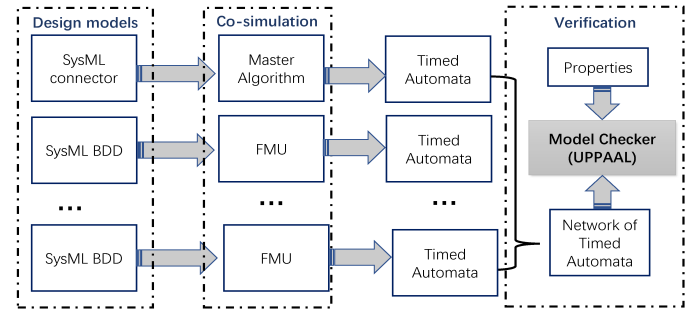 Design models
Co-simulation
Verification
SysML
connector
Master
Algorithm
Timed
Automata
Properties
SysML BDD
FMU
Timed
Automata
Model Checker
(UPPAAL)
...
...
...
SysML BDD
FMU
Timed
Automata
Network of
Timed
Automata